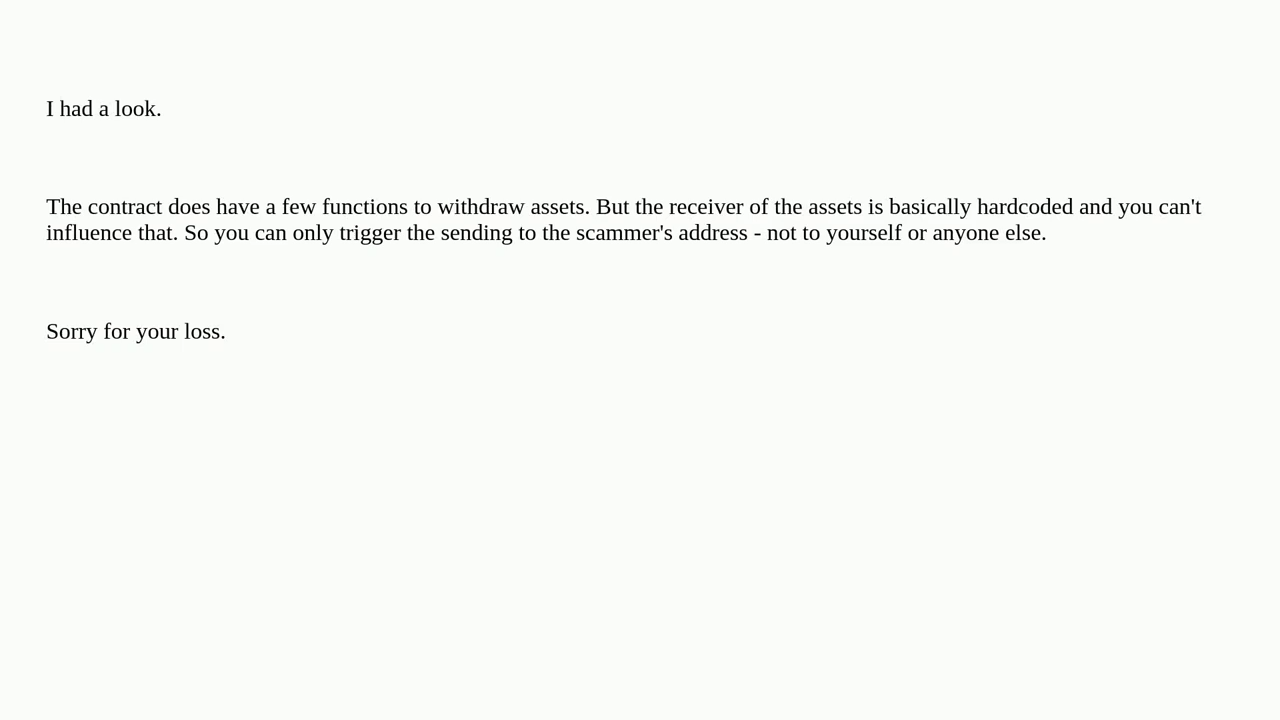 I had a look.
The contract does have a few functions to withdraw assets. But the receiver of the assets is basically hardcoded and you can't
influence that. So you can only trigger the sending to the scammer's address - not to yourself or anyone else.
Sorry for your loss.